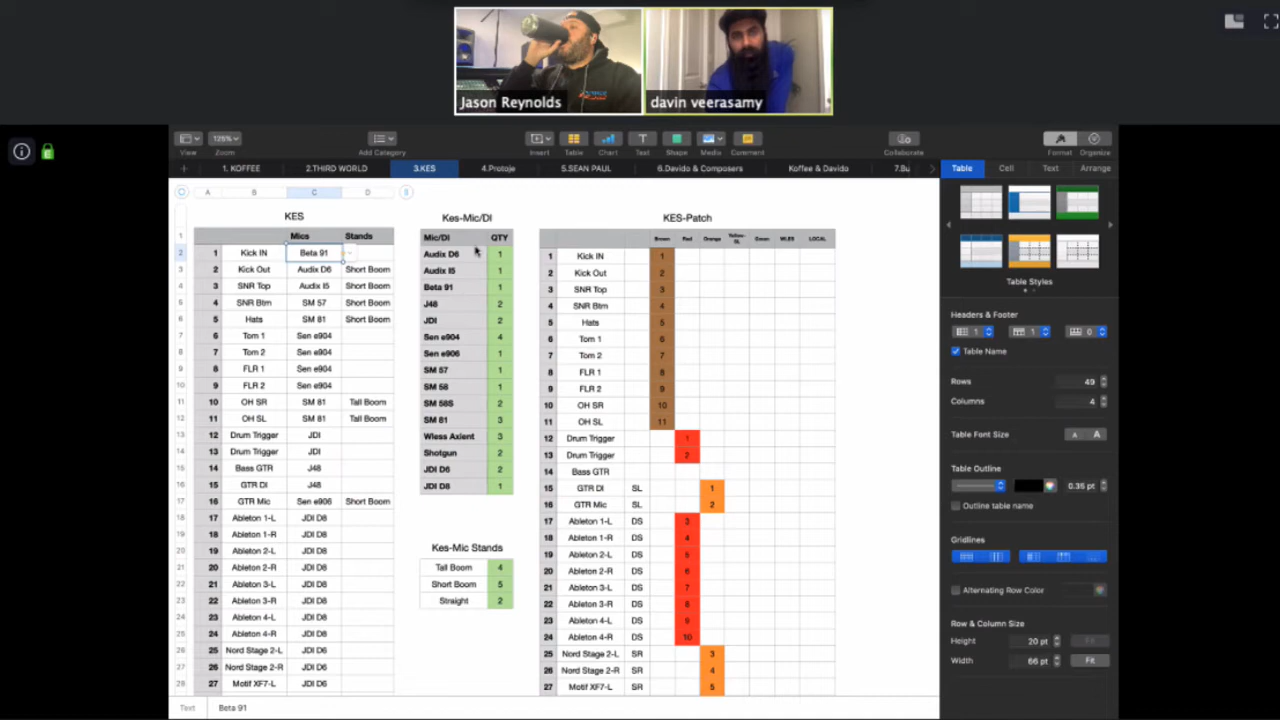 Jason Reynolds
davin veerasamy
125%
View
Zoom
Add Category
Insert
Table
Chart
Text
Shape
Media
Comment
Collaborate
Format
Organize
1. KOFFEE
2.THIRD WORLD
3.KES
4.Protoje
5.SEAN PAUL
6.Davido & Composers
Koffee & Davido
7.Bu
Table
Cell
Text
Arrange
A
B
C
D
KES
Mics Stands
1 Kick IN Beta 91
2 Kick Out Audix D6 Short Boom
3 SNR Top Audix I5 Short Boom
4 SNR Btm SM 57 Short Boom
5 Hats SM 81 Short Boom
6 Tom 1 Sen e904
7 Tom 2 Sen e904
8 FLR 1 Sen e904
9 FLR 2 Sen e904
10 OH SR SM 81 Tall Boom
11 OH SL SM 81 Tall Boom
12 Drum Trigger JDI
13 Drum Trigger JDI
14 Bass GTR J48
15 GTR DI J48
16 GTR Mic Sen e906 Short Boom
17 Ableton 1-L JDI D8
18 Ableton 1-R JDI D8
19 Ableton 2-L JDI D8
20 Ableton 2-R JDI D8
21 Ableton 3-L JDI D8
22 Ableton 3-R JDI D8
23 Ableton 4-L JDI D8
24 Ableton 4-R JDI D8
25 Nord Stage 2-L JDI D6
26 Nord Stage 2-R JDI D6
27 Motif XF7-L JDI D6
Kes-Mic/DI
Mic/DI QTY
Audix D6 1
Audix I5 1
Beta 91 1
J48 2
JDI 2
Sen e904 4
Sen e906 1
SM 57 1
SM 58 1
SM 58S 2
SM 81 3
Wless Axient 3
Shotgun 2
JDI D6 2
JDI D8 1
Kes-Mic Stands
Tall Boom 4
Short Boom 5
Straight 2
KES-Patch
Brown Red Orange Yellow-SL Green WLES LOCAL
1 Kick IN 1
2 Kick Out 2
3 SNR Top 3
4 SNR Btm 4
5 Hats 5
6 Tom 1 6
7 Tom 2 7
8 FLR 1 8
9 FLR 2 9
10 OH SR 10
11 OH SL 11
12 Drum Trigger 1
13 Drum Trigger 2
14 Bass GTR
15 GTR DI SL 1
16 GTR Mic SL 2
17 Ableton 1-L DS 3
18 Ableton 1-R DS 4
19 Ableton 2-L DS 5
20 Ableton 2-R DS 6
21 Ableton 3-L DS 7
22 Ableton 3-R DS 8
23 Ableton 4-L DS 9
24 Ableton 4-R DS 10
25 Nord Stage 2-L SR 3
26 Nord Stage 2-R SR 4
27 Motif XF7-L SR 5
Table Styles
Headers & Footer
1 1 0
Table Name
Rows 49
Columns 4
Table Font Size A A
Table Outline
0.35 pt
Outline table name
Gridlines
Alternating Row Color
Row & Column Size
Height 20 pt Fit
Width 66 pt Fit
Text Beta 91